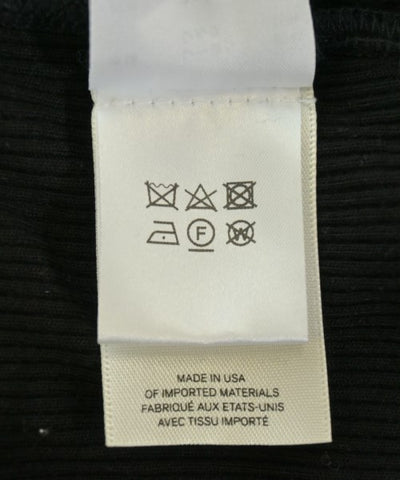 F
W
MADE IN USA
OF IMPORTED MATERIALS
FABRIQUÉ AUX ETATS-UNIS
AVEC TISSU IMPORTÉ